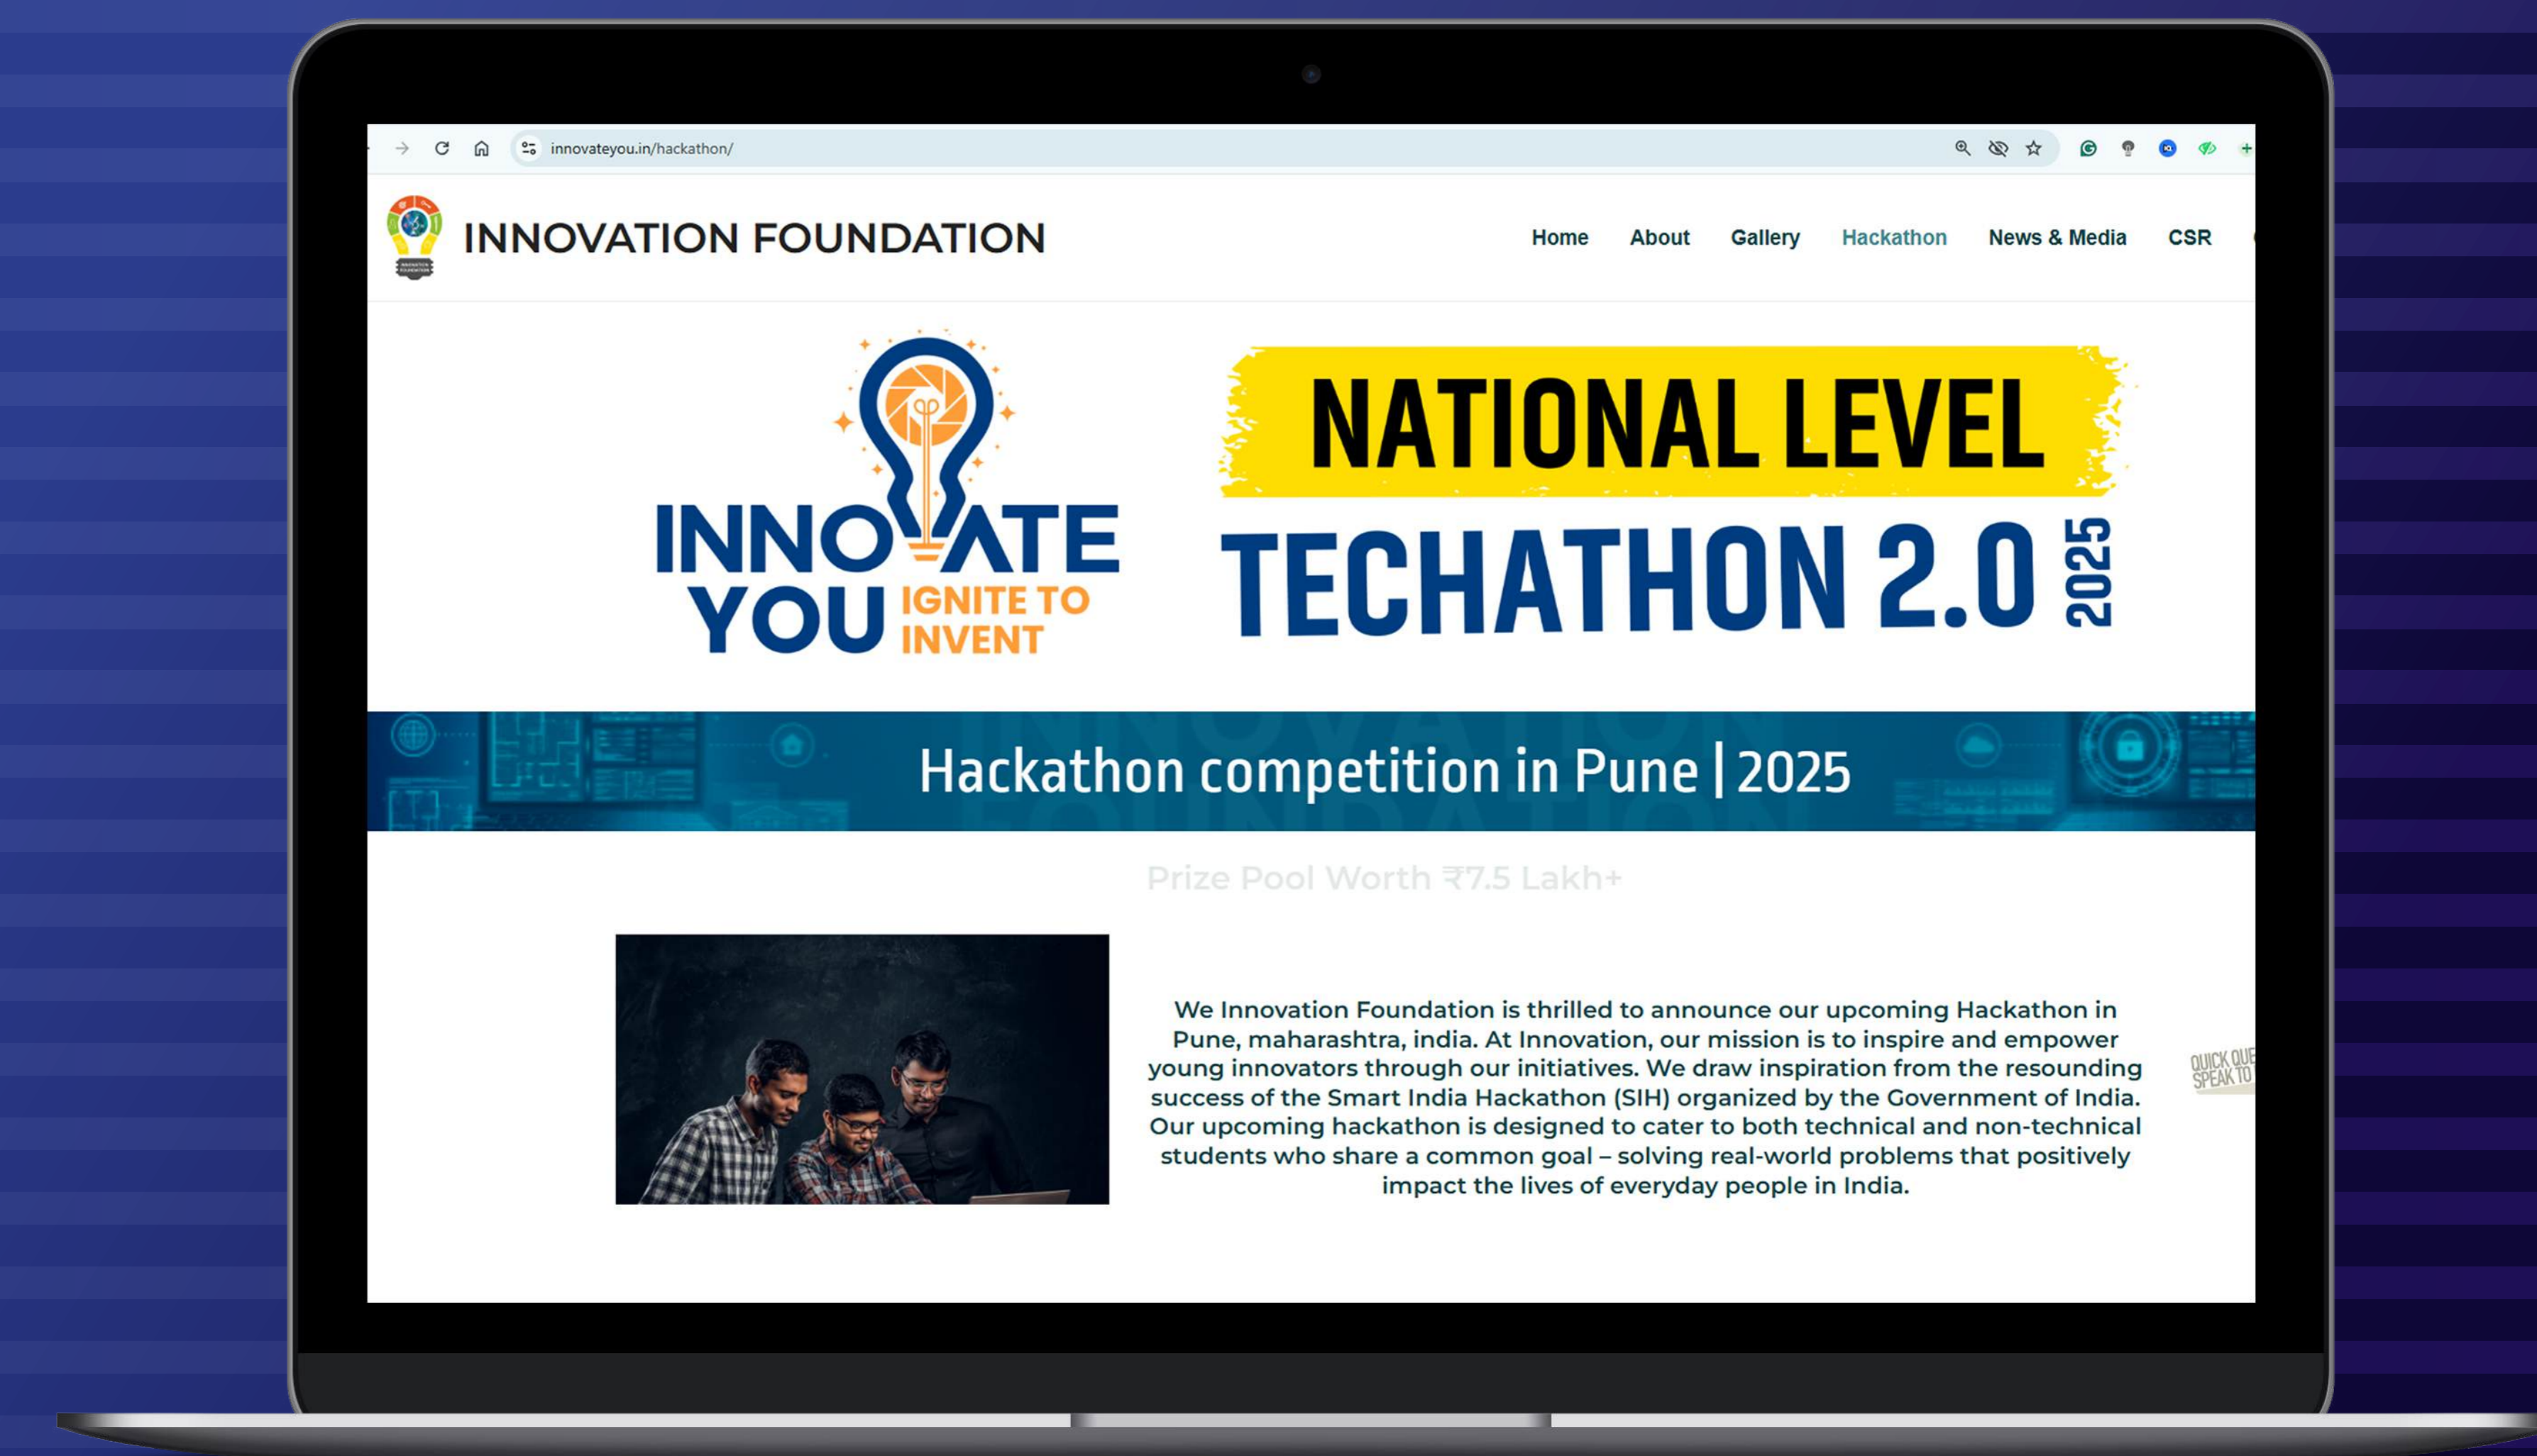 innovateyou.in/hackathon/
INNOVATION FOUNDATION
Home About Gallery Hackathon News & Media CSR
INNOVATE
YOU IGNITE TO
INVENT
NATIONAL LEVEL
TECHATHON 2.0 2025
INNOVATION
FOUNDATION
Hackathon competition in Pune | 2025
Prize Pool Worth ₹7.5 Lakh+
We Innovation Foundation is thrilled to announce our upcoming Hackathon in
Pune, maharashtra, india. At Innovation, our mission is to inspire and empower
young innovators through our initiatives. We draw inspiration from the resounding
success of the Smart India Hackathon (SIH) organized by the Government of India.
Our upcoming hackathon is designed to cater to both technical and non-technical
students who share a common goal – solving real-world problems that positively
impact the lives of everyday people in India.
QUICK
SPEAK TO